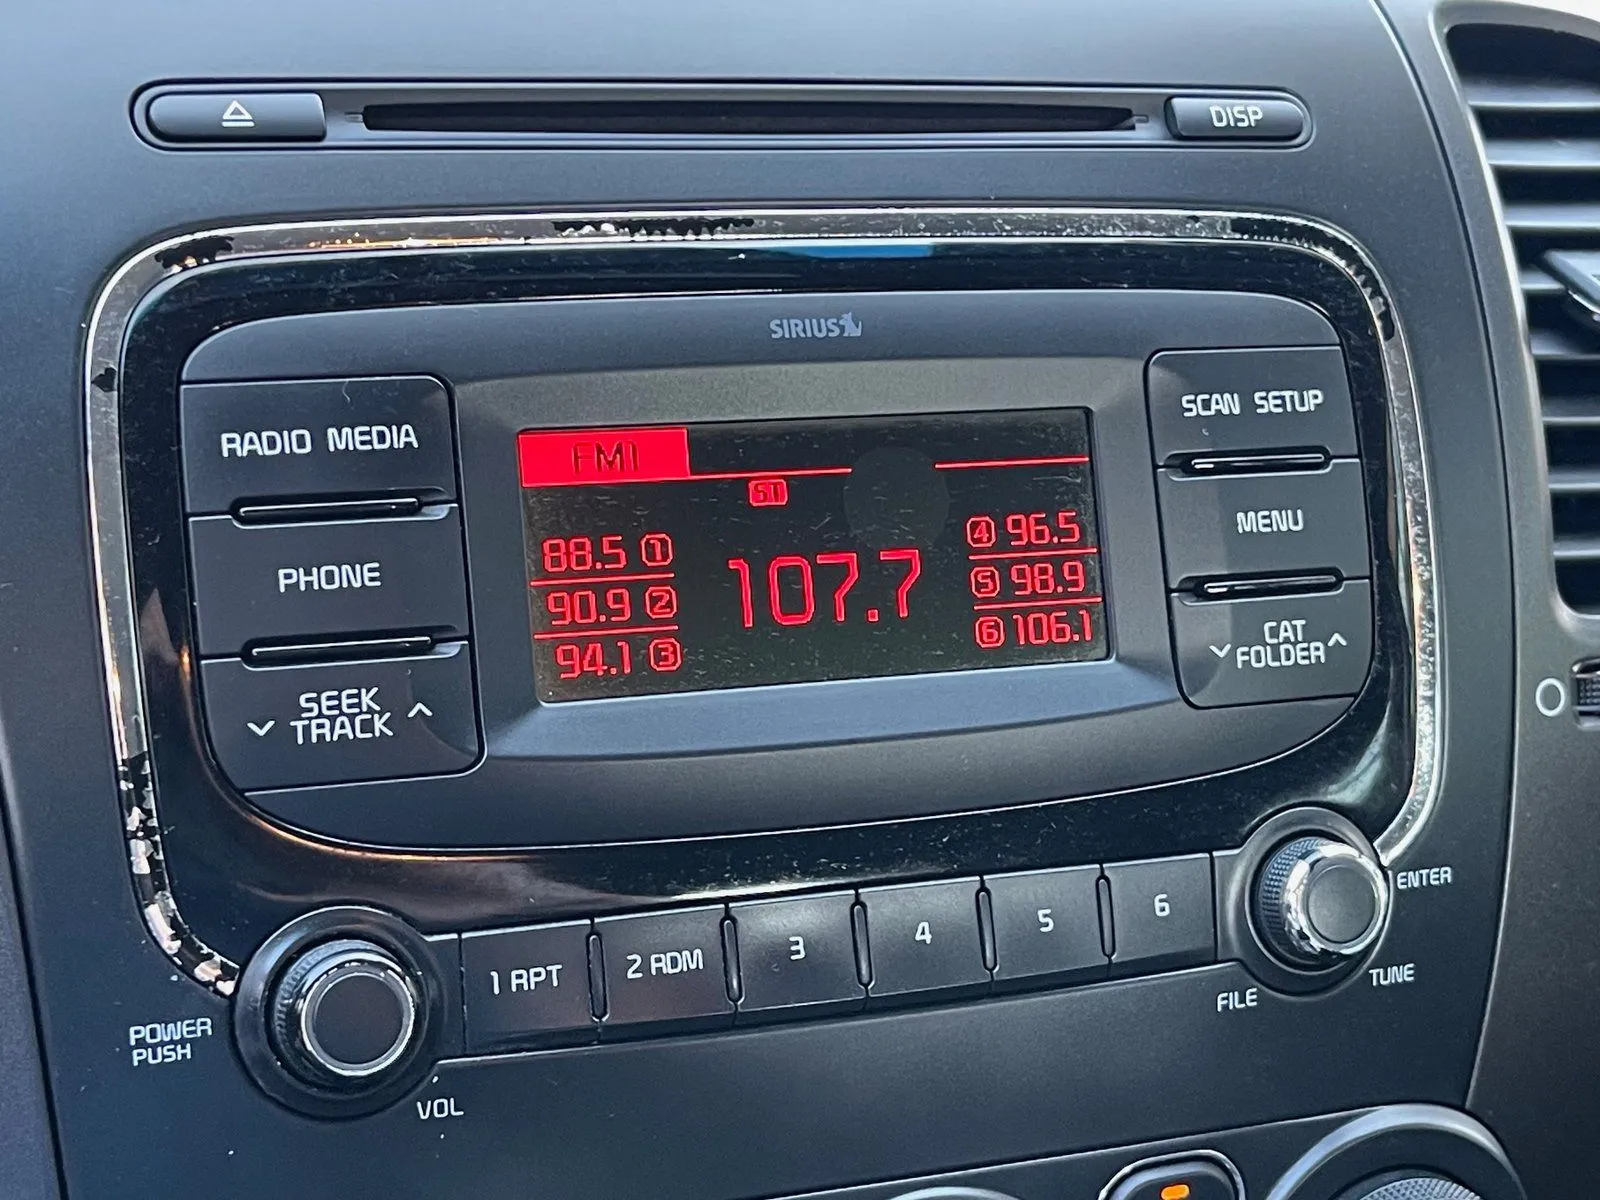 DISP
SIRIUS
RADIO MEDIA
SCAN SETUP
FM1
ST
PHONE
MENU
88.5 1
90.9 2
94.1 3
107.7
4 96.5
5 98.9
6 106.1
SEEK
TRACK
CAT
FOLDER
1 RPT
2 RDM
3
4
5
6
ENTER
TUNE
FILE
POWER
PUSH
VOL